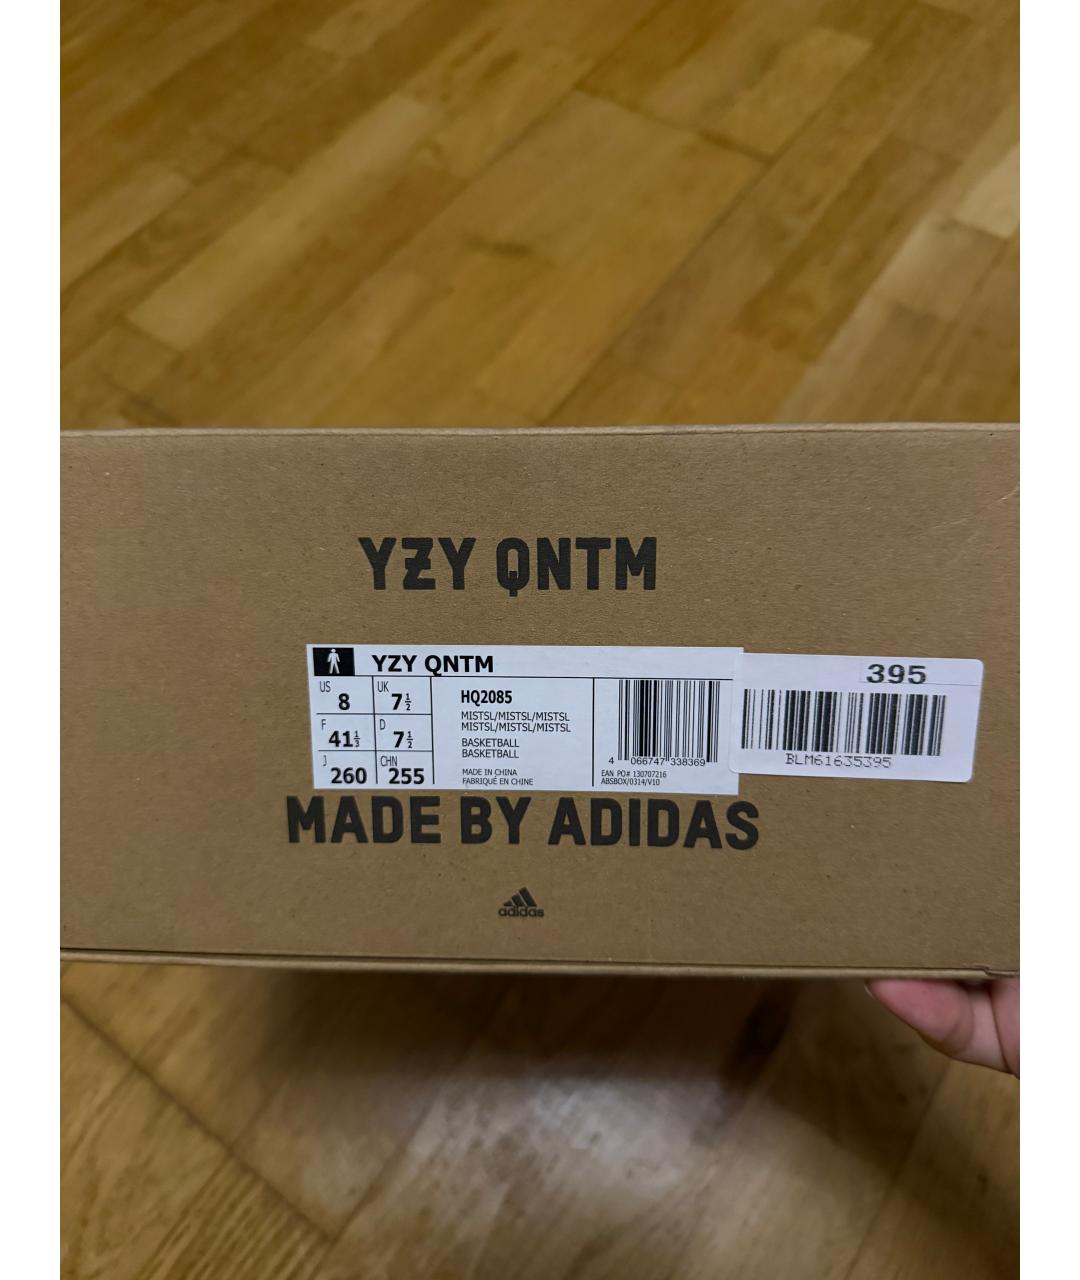 YZY QNTM
YZY QNTM
US 8
UK 7½
F 41⅓
D 7½
J 260
CHN 255
HQ2085
MISTSL/MISTSL/MISTSL
MISTSL/MISTSL/MISTSL
BASKETBALL
BASKETBALL
MADE IN CHINA
FABRIQUÉ EN CHINE
4 066747 338369
EAN PO# 130707216
ABSBOX/0314/V10
395
BLM61635395
MADE BY ADIDAS
adidas